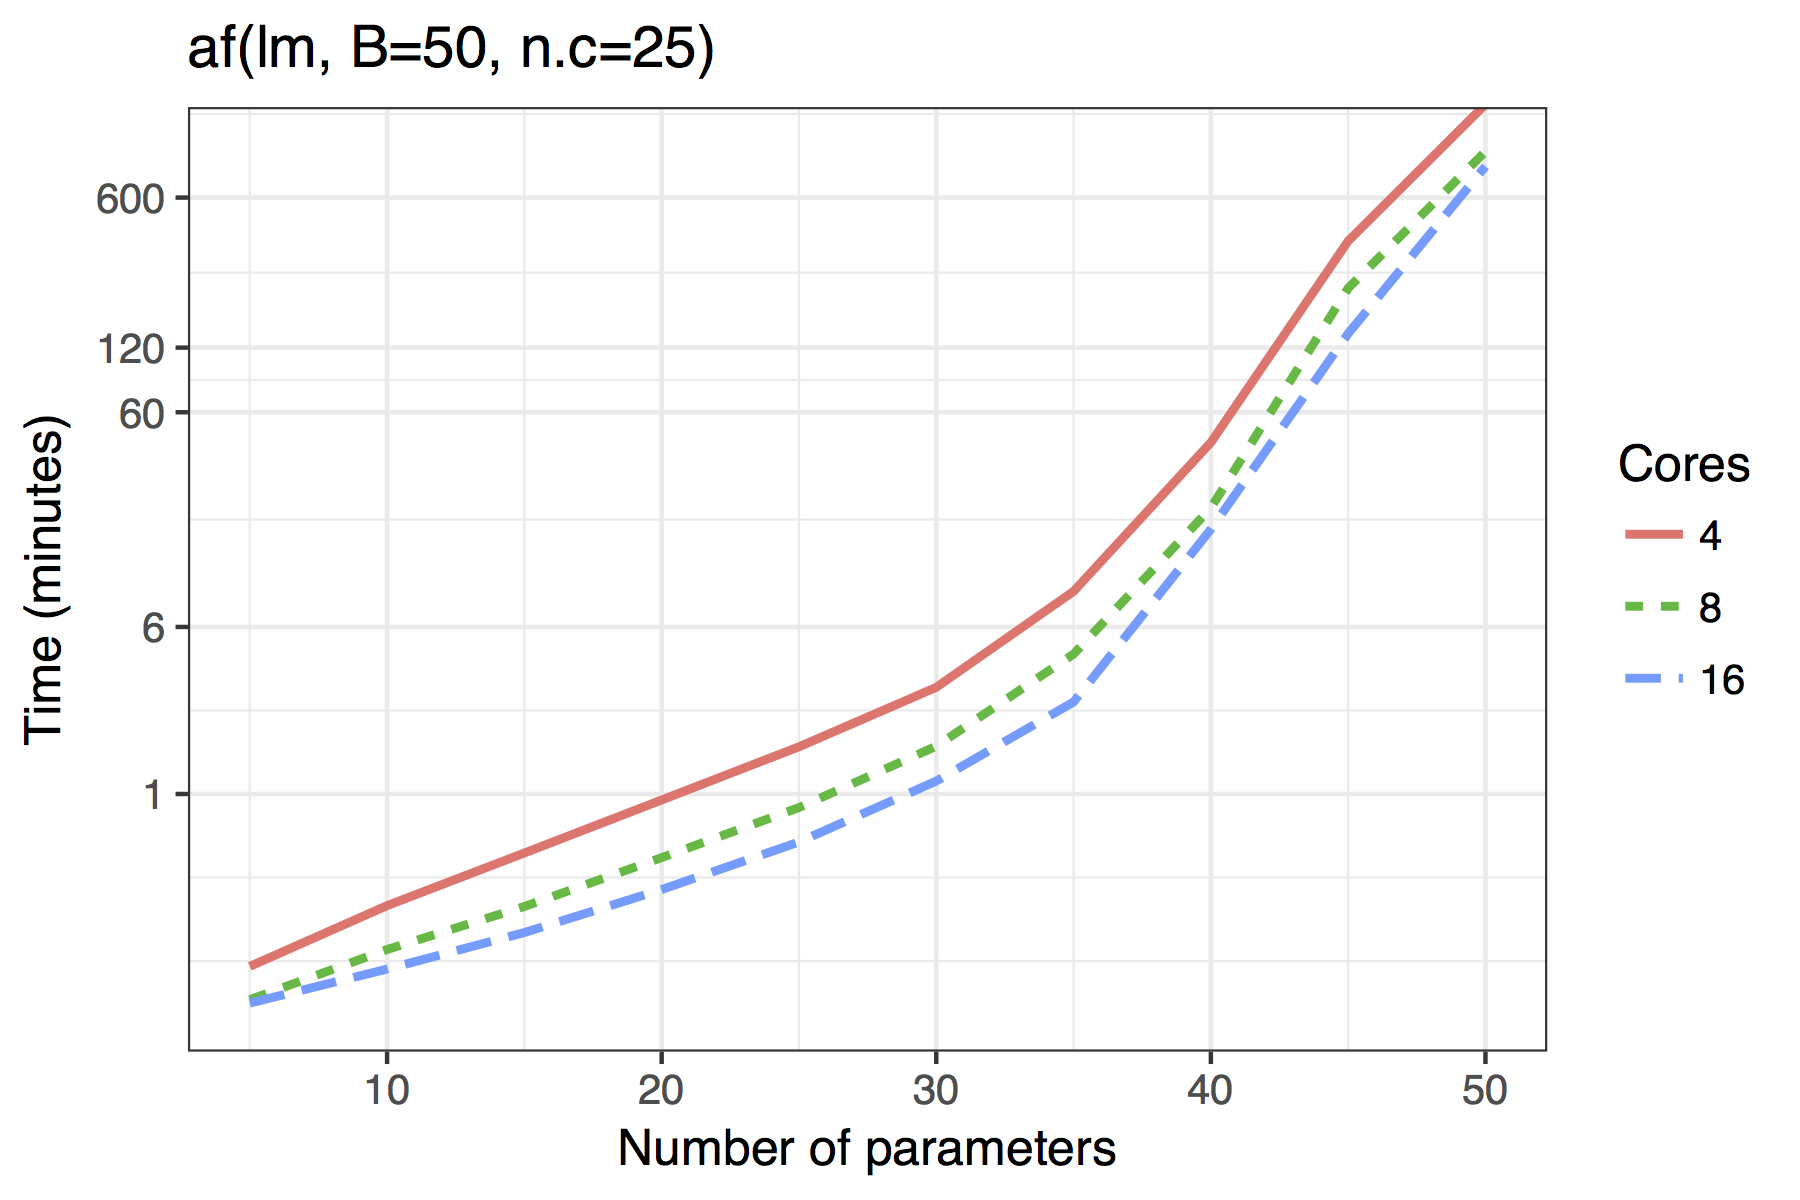 af(lm, B=50, n.c=25)
Time (minutes)
600
120
60
6
1
10 20 30 40 50
Number of parameters
Cores
4
8
16